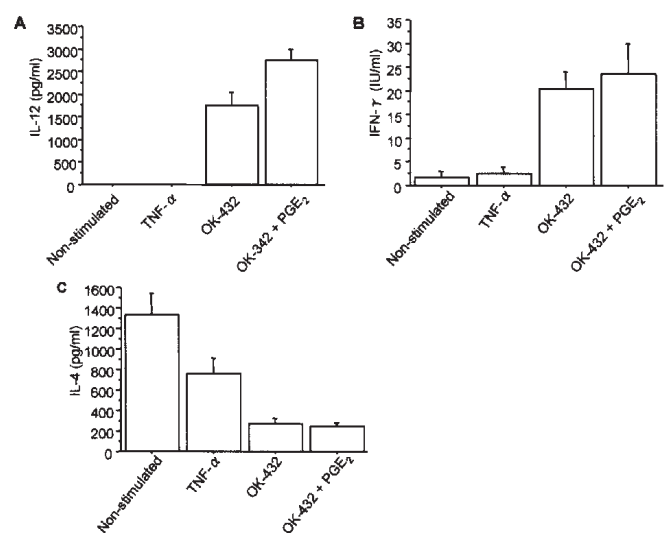 A
IL-12 (pg/ml)
3500
3000
2500
2000
1500
1000
500
0
Non-stimulated
TNF-α
OK-432
OK-342 + PGE₂
B
IFN-γ (IU/ml)
35
30
25
20
15
10
5
0
Non-stimulated
TNF-α
OK-432
OK-432 + PGE₂
C
IL-4 (pg/ml)
1600
1400
1200
1000
800
600
400
200
0
Non-stimulated
TNF-α
OK-432
OK-432 + PGE₂